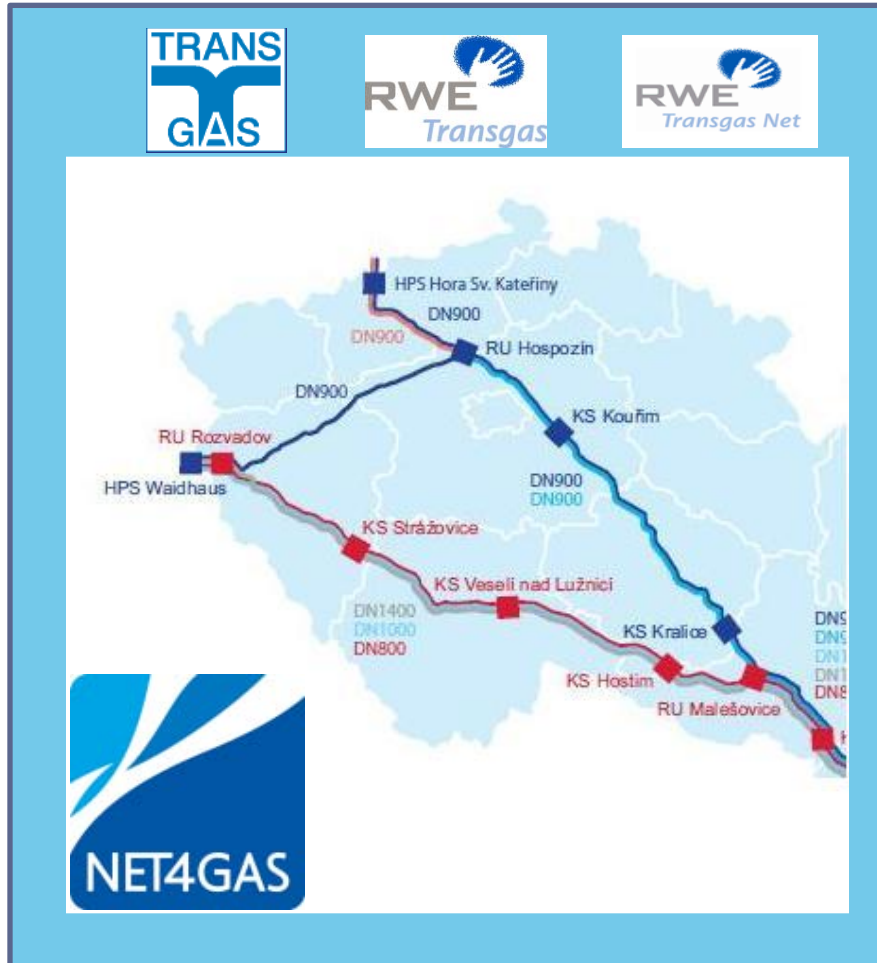 TRANS
GAS
RWE
Transgas
RWE
Transgas Net
HPS Hora Sv. Kateřiny
DN900
DN900
RU Hospozín
DN900
KS Kouřim
RU Rozvadov
HPS Waidhaus
DN900
DN900
KS Strážovice
KS Veselí nad Lužnicí
DN1400
DN1000
DN800
KS Kralice
KS Hostim
RU Malešovice
NET4GAS